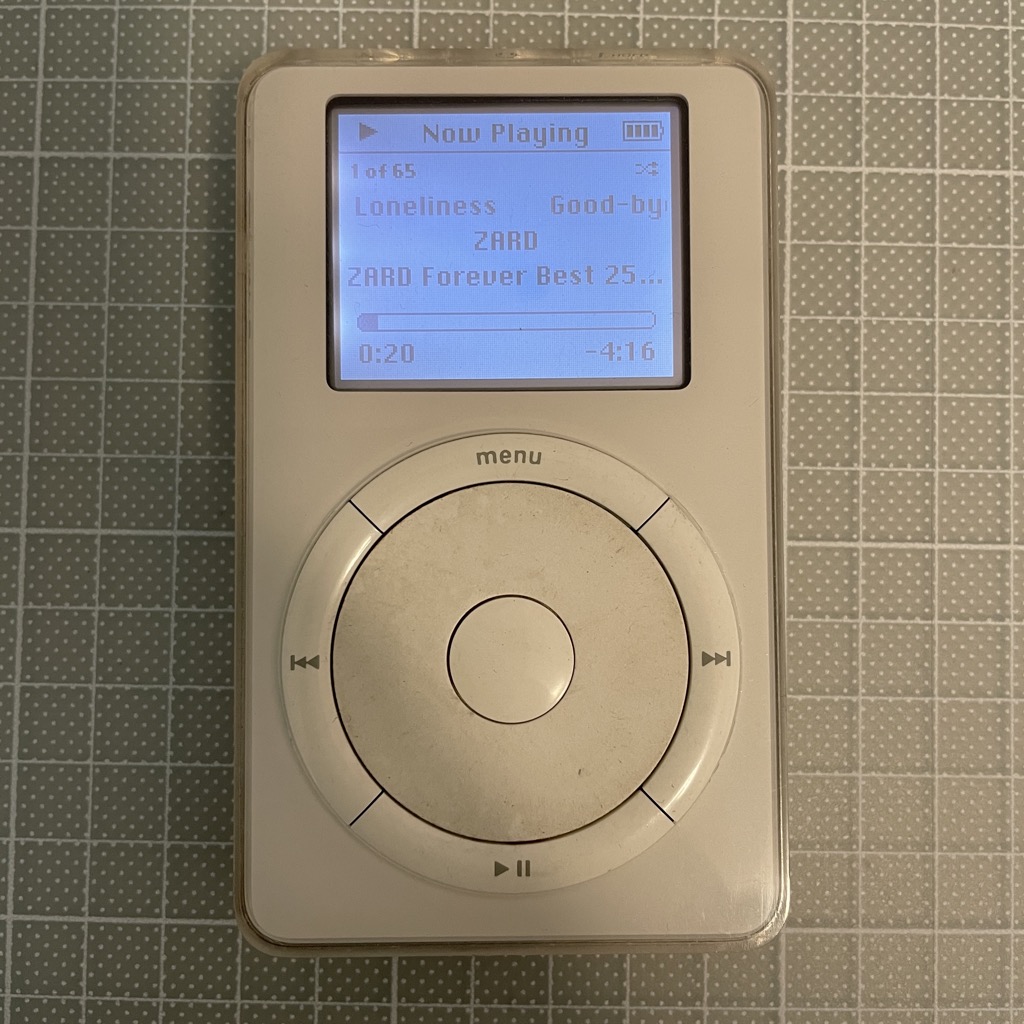 Now Playing
1 of 65
Loneliness Good-by
ZARD
ZARD Forever Best 25...
0:20 -4:16
menu